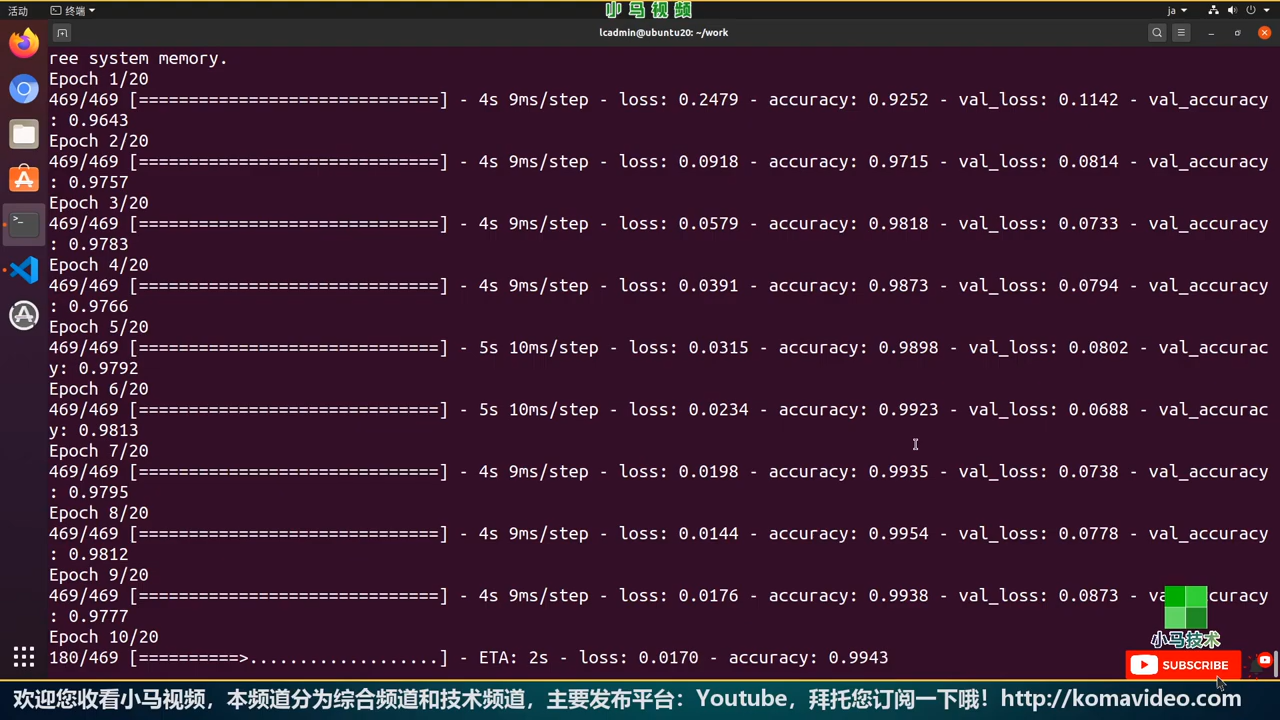 小马视频
活动 终端 ja
lcadmin@ubuntu20: ~/work
ree system memory.
Epoch 1/20
469/469 [==============================] - 4s 9ms/step - loss: 0.2479 - accuracy: 0.9252 - val_loss: 0.1142 - val_accuracy
: 0.9643
Epoch 2/20
469/469 [==============================] - 4s 9ms/step - loss: 0.0918 - accuracy: 0.9715 - val_loss: 0.0814 - val_accuracy
: 0.9757
Epoch 3/20
469/469 [==============================] - 4s 9ms/step - loss: 0.0579 - accuracy: 0.9818 - val_loss: 0.0733 - val_accuracy
: 0.9783
Epoch 4/20
469/469 [==============================] - 4s 9ms/step - loss: 0.0391 - accuracy: 0.9873 - val_loss: 0.0794 - val_accuracy
: 0.9766
Epoch 5/20
469/469 [==============================] - 5s 10ms/step - loss: 0.0315 - accuracy: 0.9898 - val_loss: 0.0802 - val_accurac
y: 0.9792
Epoch 6/20
469/469 [==============================] - 5s 10ms/step - loss: 0.0234 - accuracy: 0.9923 - val_loss: 0.0688 - val_accurac
y: 0.9813
Epoch 7/20
469/469 [==============================] - 4s 9ms/step - loss: 0.0198 - accuracy: 0.9935 - val_loss: 0.0738 - val_accuracy
: 0.9795
Epoch 8/20
469/469 [==============================] - 4s 9ms/step - loss: 0.0144 - accuracy: 0.9954 - val_loss: 0.0778 - val_accuracy
: 0.9812
Epoch 9/20
469/469 [==============================] - 4s 9ms/step - loss: 0.0176 - accuracy: 0.9938 - val_loss: 0.0873 - va curacy
: 0.9777
Epoch 10/20
180/469 [==========>...................] - ETA: 2s - loss: 0.0170 - accuracy: 0.9943
小马技术
SUBSCRIBE
欢迎您收看小马视频，本频道分为综合频道和技术频道，主要发布平台：Youtube，拜托您订阅一下哦！http://komavideo.com